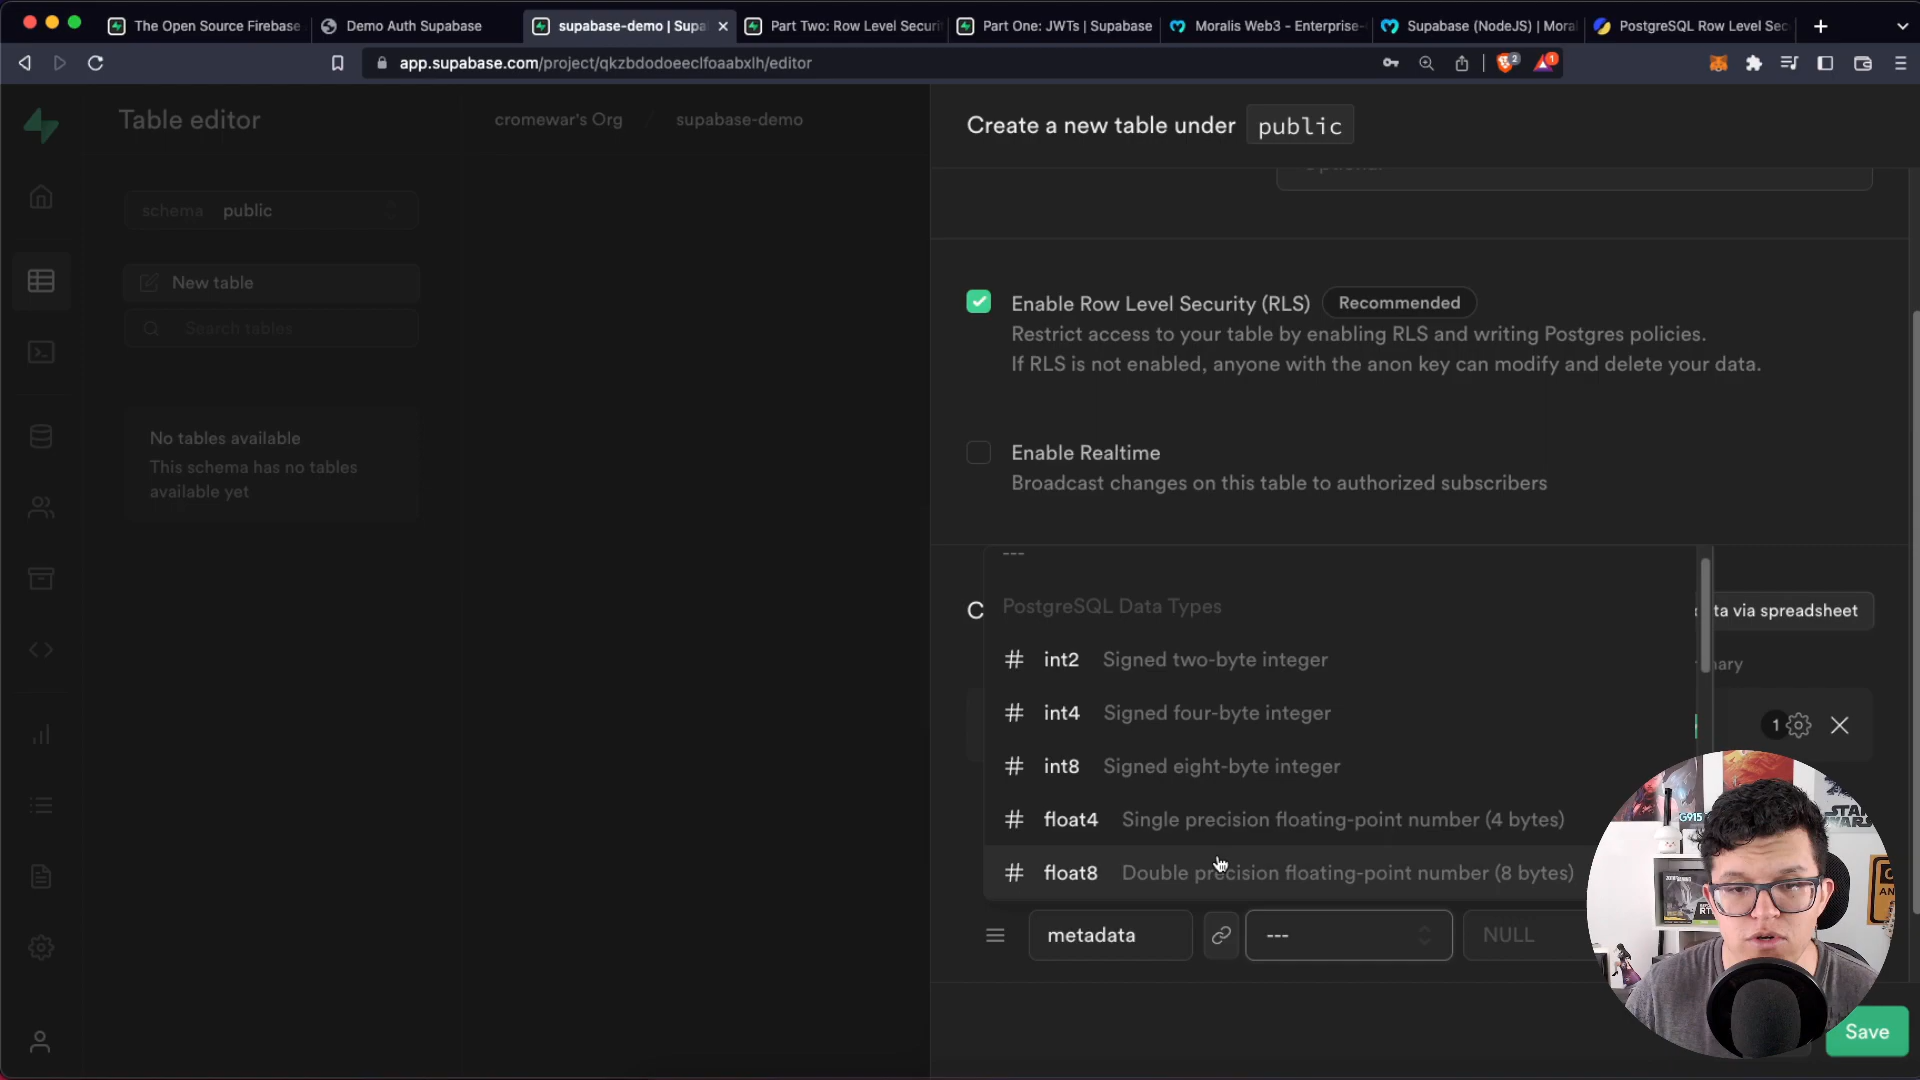 The Open Source Firebase
Demo Auth Supabase
supabase-demo | Supa
Part Two: Row Level Securi
Part One: JWTs | Supabase
Moralis Web3 - Enterprise-
Supabase (NodeJS) | Moral
PostgreSQL Row Level Sec
app.supabase.com/project/qkzbdodoeeclfoaabxlh/editor
2
1
Table editor
cromewar's Org / supabase-demo
Create a new table under public
schema public
New table
Search tables
Enable Row Level Security (RLS) Recommended
Restrict access to your table by enabling RLS and writing Postgres policies.
If RLS is not enabled, anyone with the anon key can modify and delete your data.
No tables available
This schema has no tables
available yet
Enable Realtime
Broadcast changes on this table to authorized subscribers
---
C
PostgreSQL Data Types
ta via spreadsheet
# int2 Signed two-byte integer
# int4 Signed four-byte integer
1
# int8 Signed eight-byte integer
# float4 Single precision floating-point number (4 bytes)
# float8 Double precision floating-point number (8 bytes)
metadata
---
NULL
Save
G915
STAR
WARS